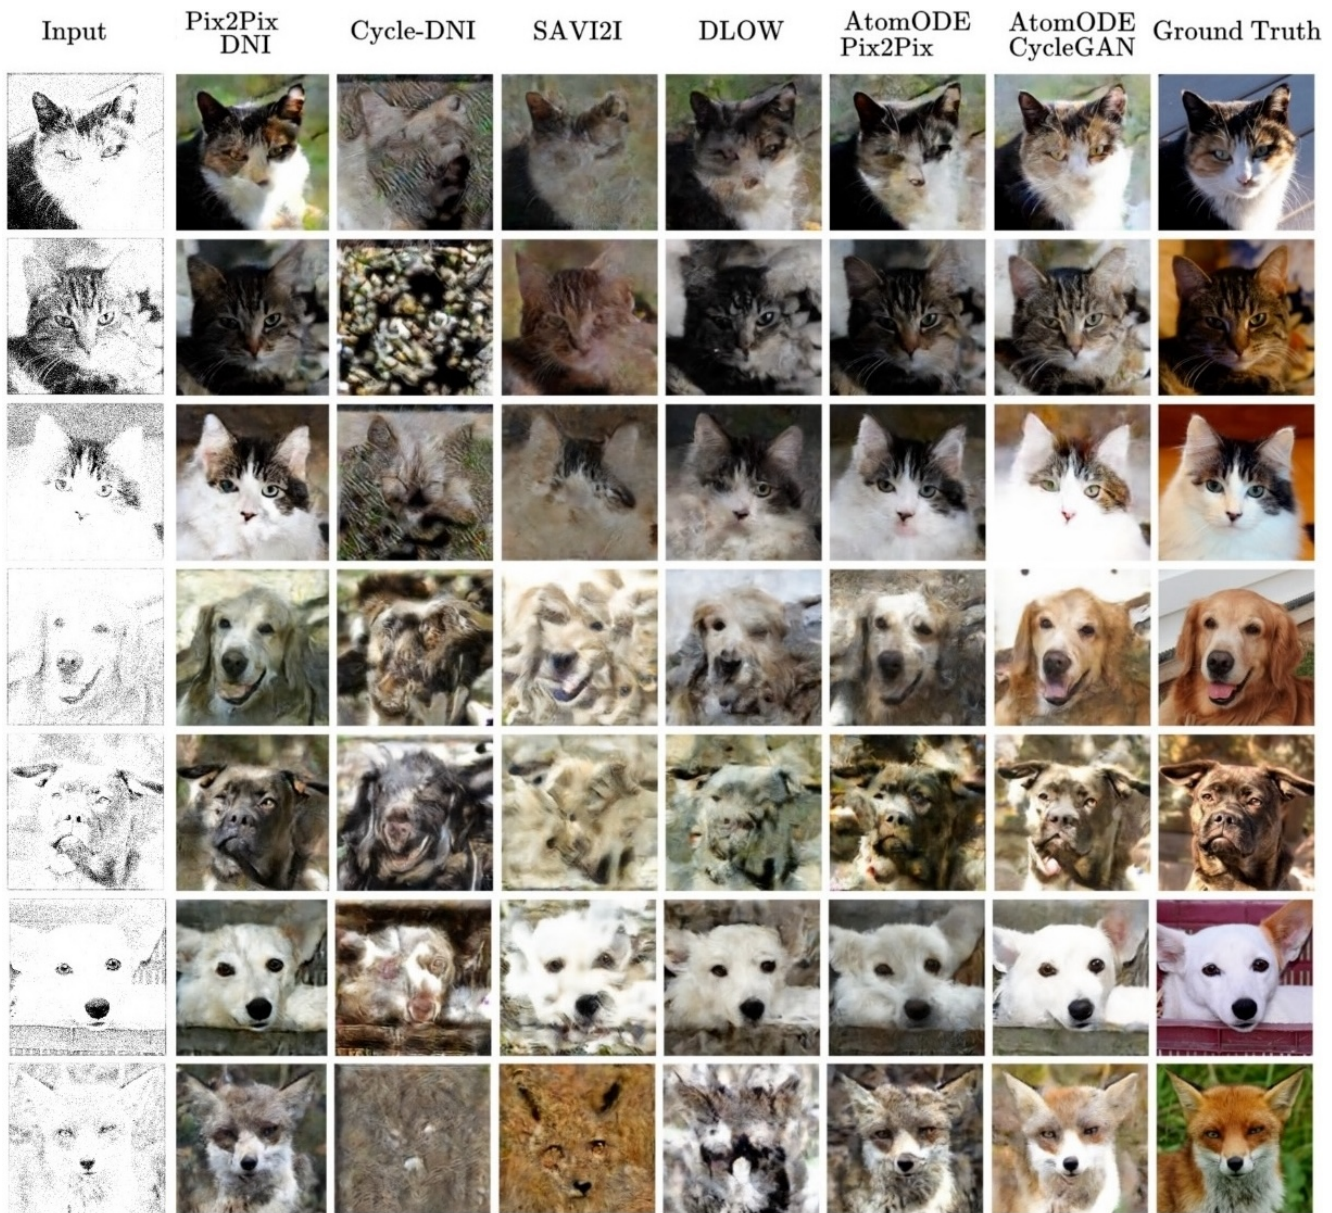 Input
Pix2Pix
DNI
Cycle-DNI
SAVI2I
DLOW
AtomODE
Pix2Pix
AtomODE
CycleGAN
Ground Truth